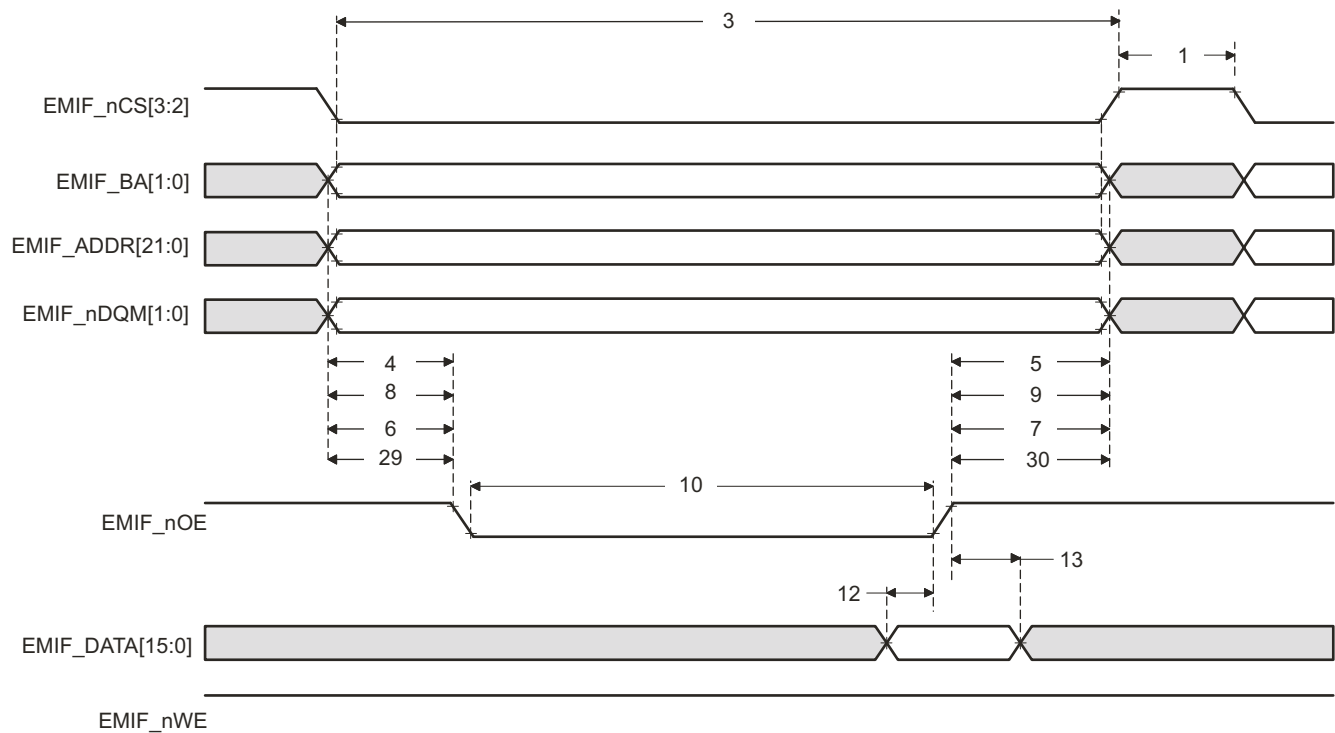 3
1
EMIF_nCS[3:2]
EMIF_BA[1:0]
EMIF_ADDR[21:0]
EMIF_nDQM[1:0]
4 5
8 9
6 7
29 30
10
EMIF_nOE
13
12
EMIF_DATA[15:0]
EMIF_nWE